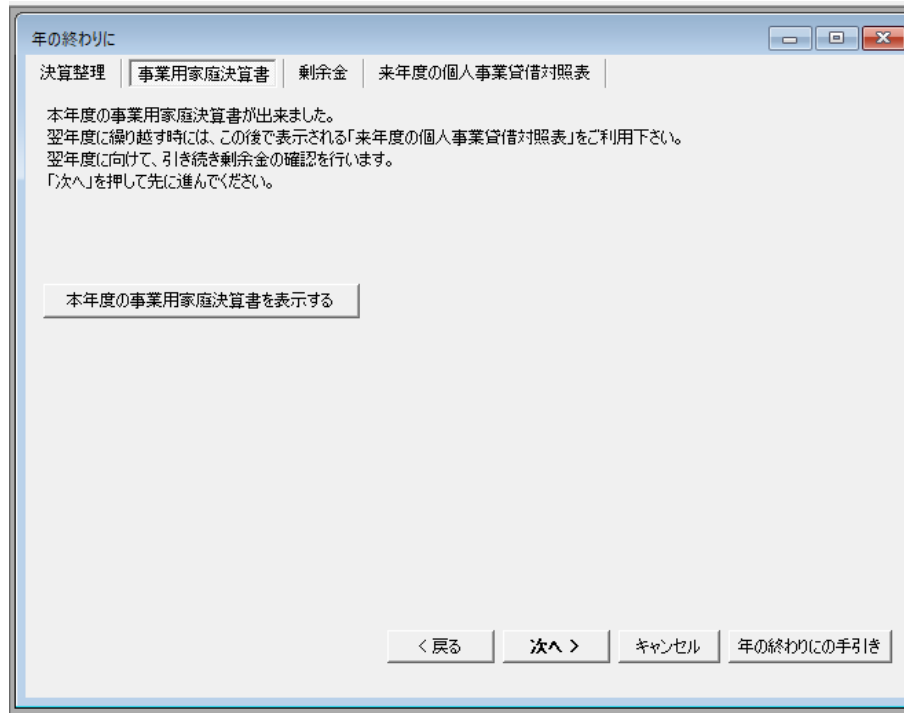 年の終わりに
決算整理 事業用家庭決算書 剰余金 来年度の個人事業貸借対照表
本年度の事業用家庭決算書が出来ました。
翌年度に繰り越す時には、この後で表示される「来年度の個人事業貸借対照表」をご利用下さい。
翌年度に向けて、引き続き剰余金の確認を行います。
「次へ」を押して先に進んでください。
本年度の事業用家庭決算書を表示する
< 戻る 次へ > キャンセル 年の終わりにの手引き